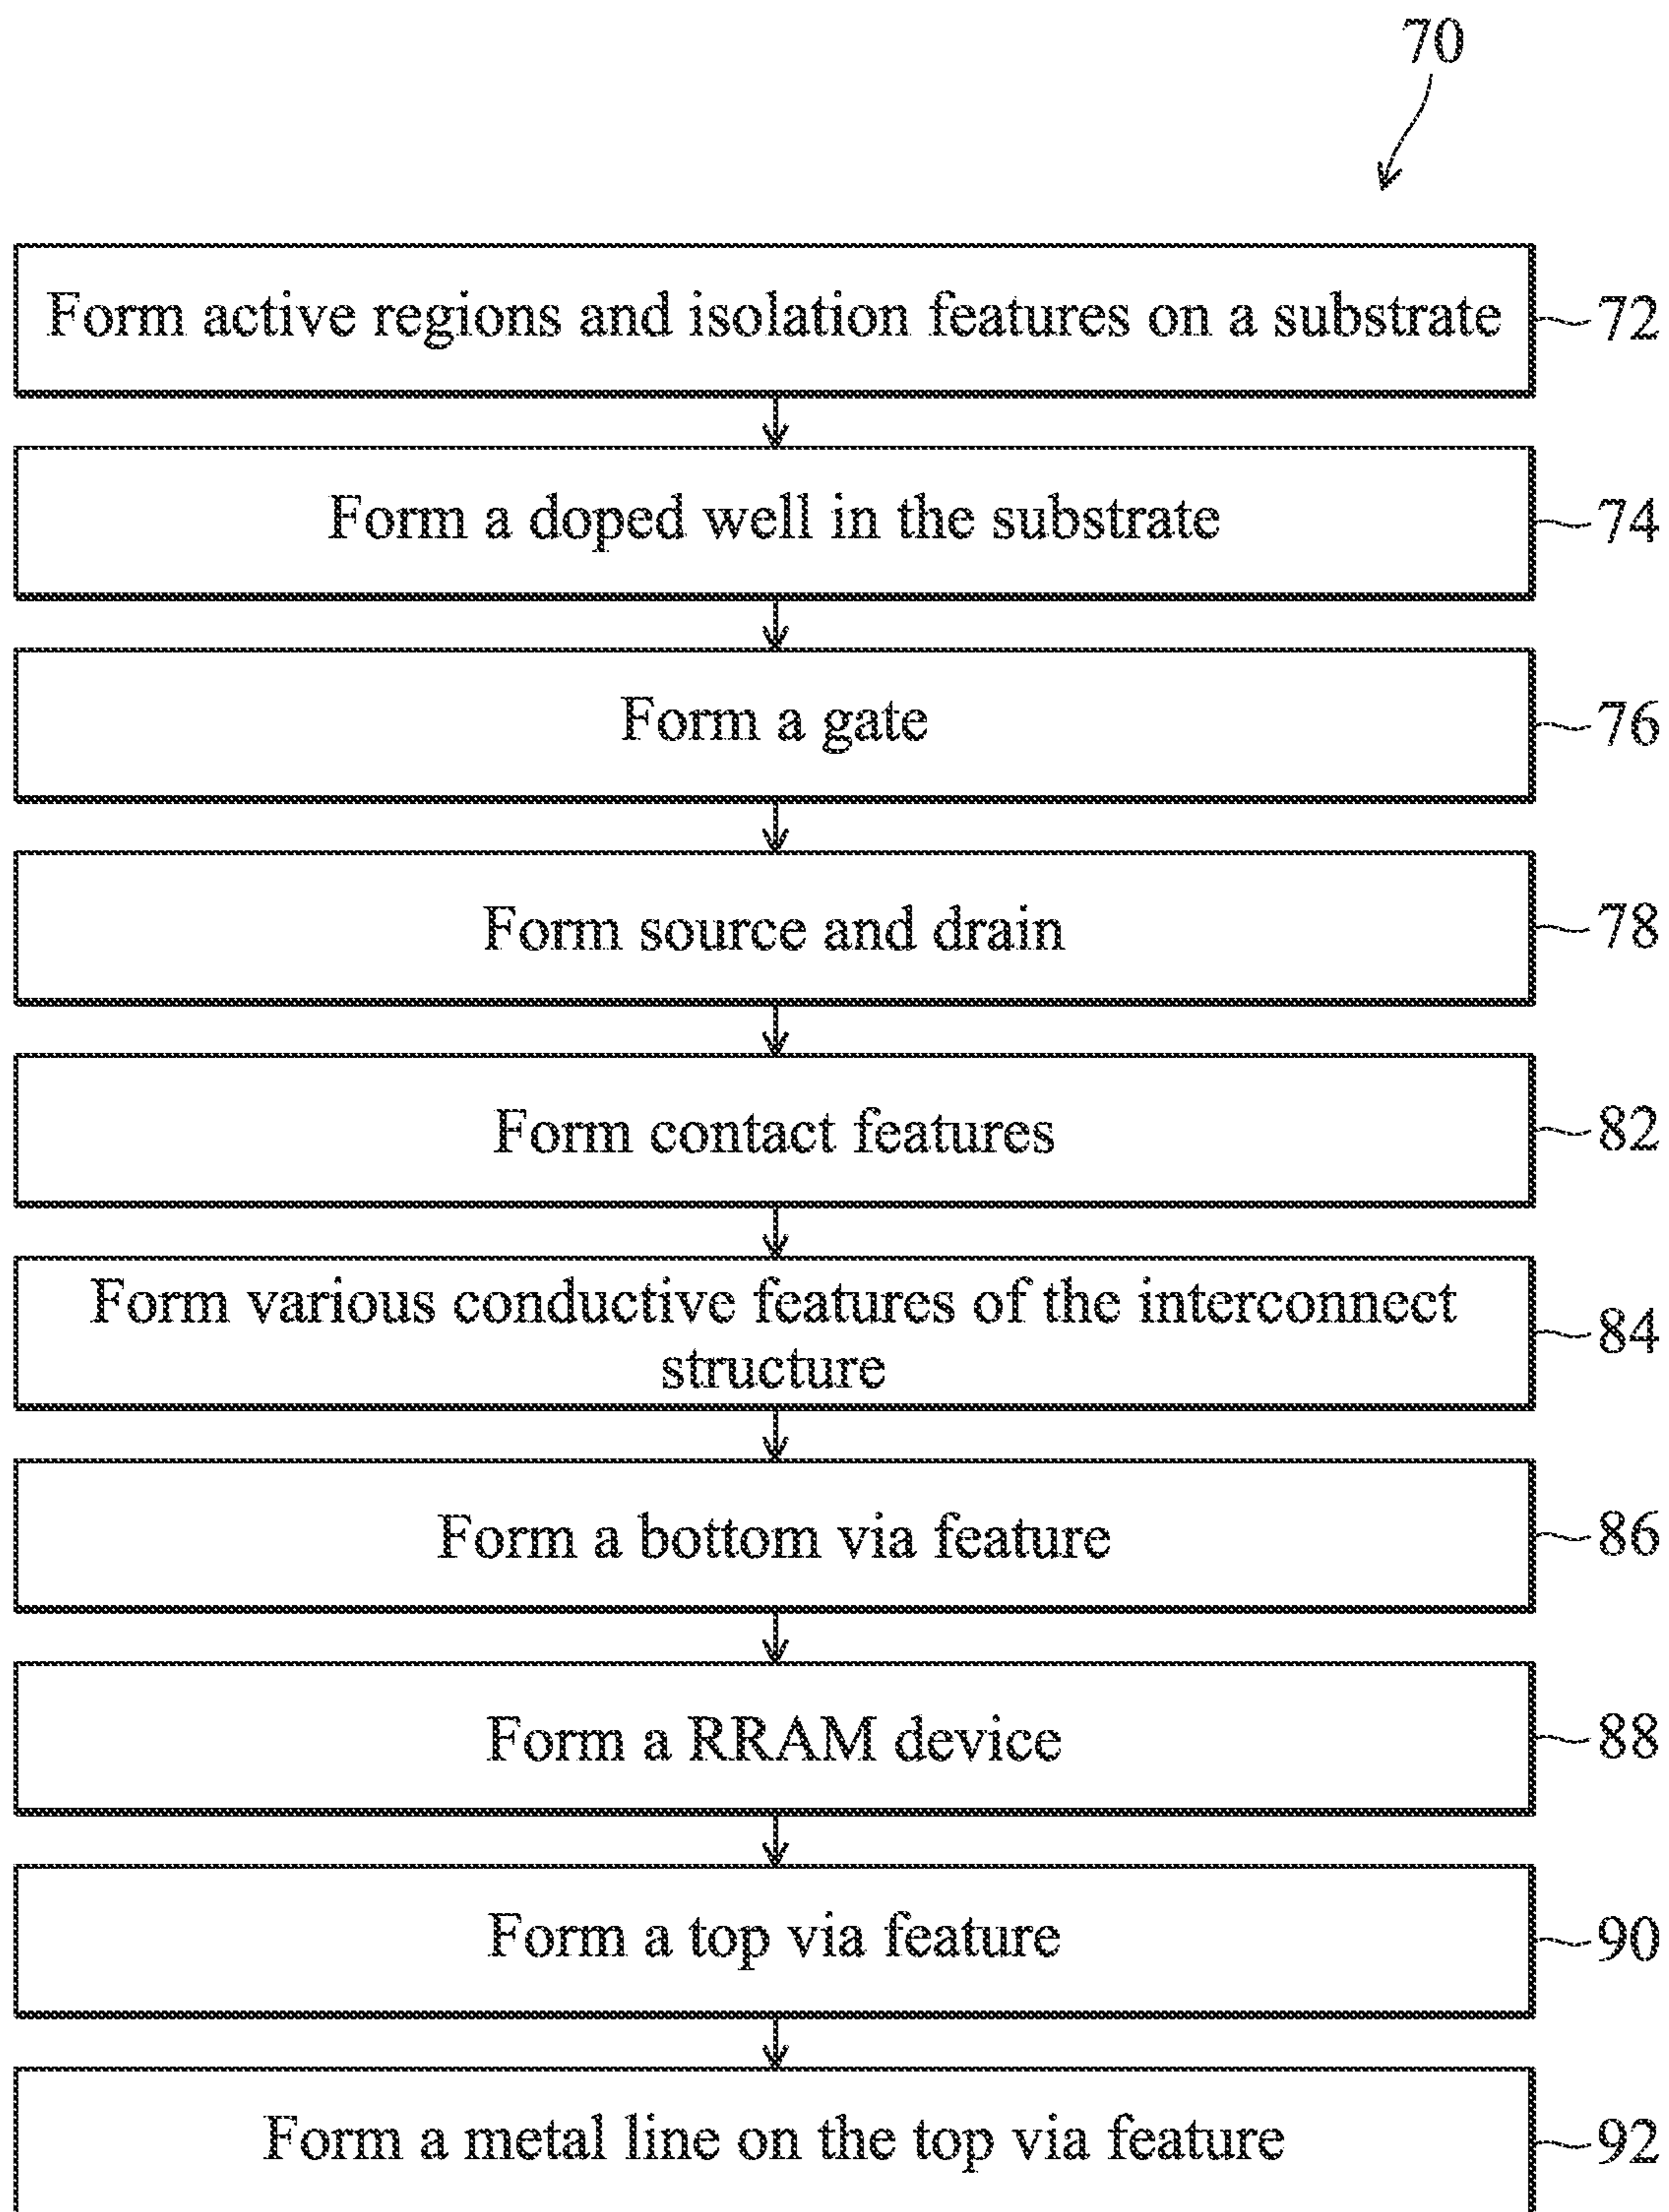 70
Form active regions and isolation features on a substrate
72
Form a doped well in the substrate
74
Form a gate
76
Form source and drain
78
Form contact features
82
Form various conductive features of the interconnect
structure
84
Form a bottom via feature
86
Form a RRAM device
88
Form a top via feature
90
Form a metal line on the top via feature
92